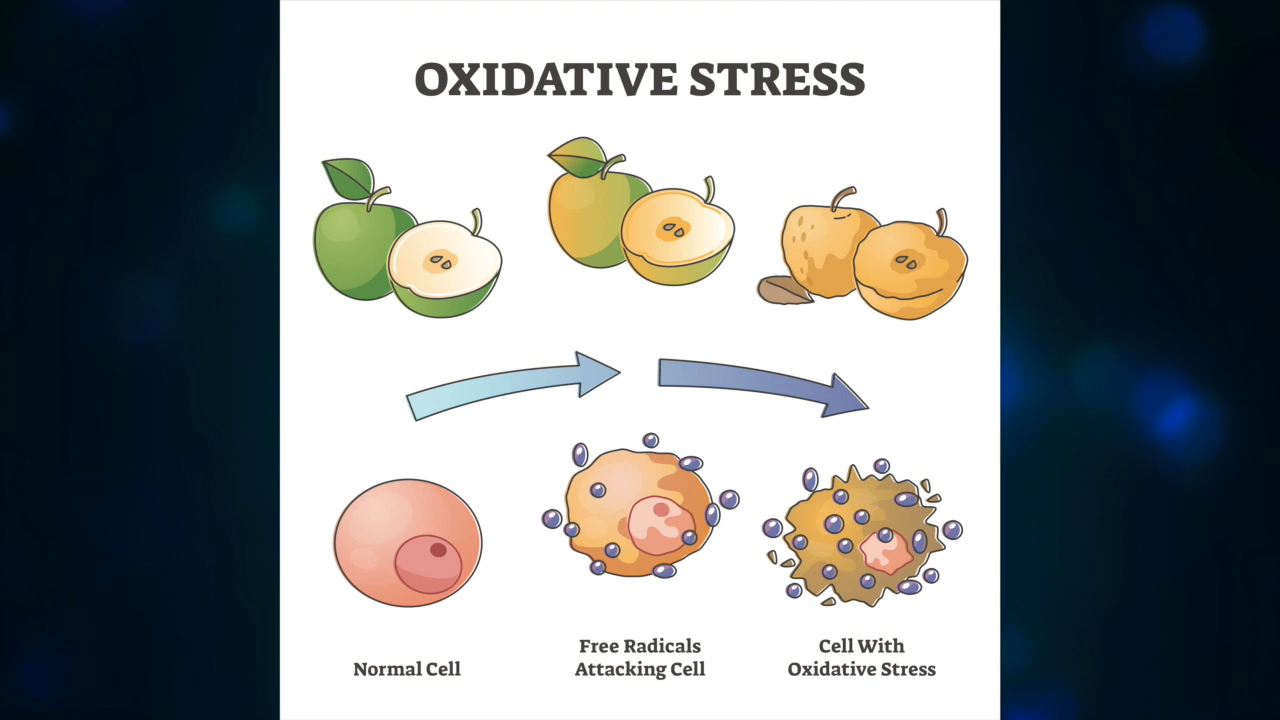 OXIDATIVE STRESS
Normal Cell
Free Radicals
Attacking Cell
Cell With
Oxidative Stress